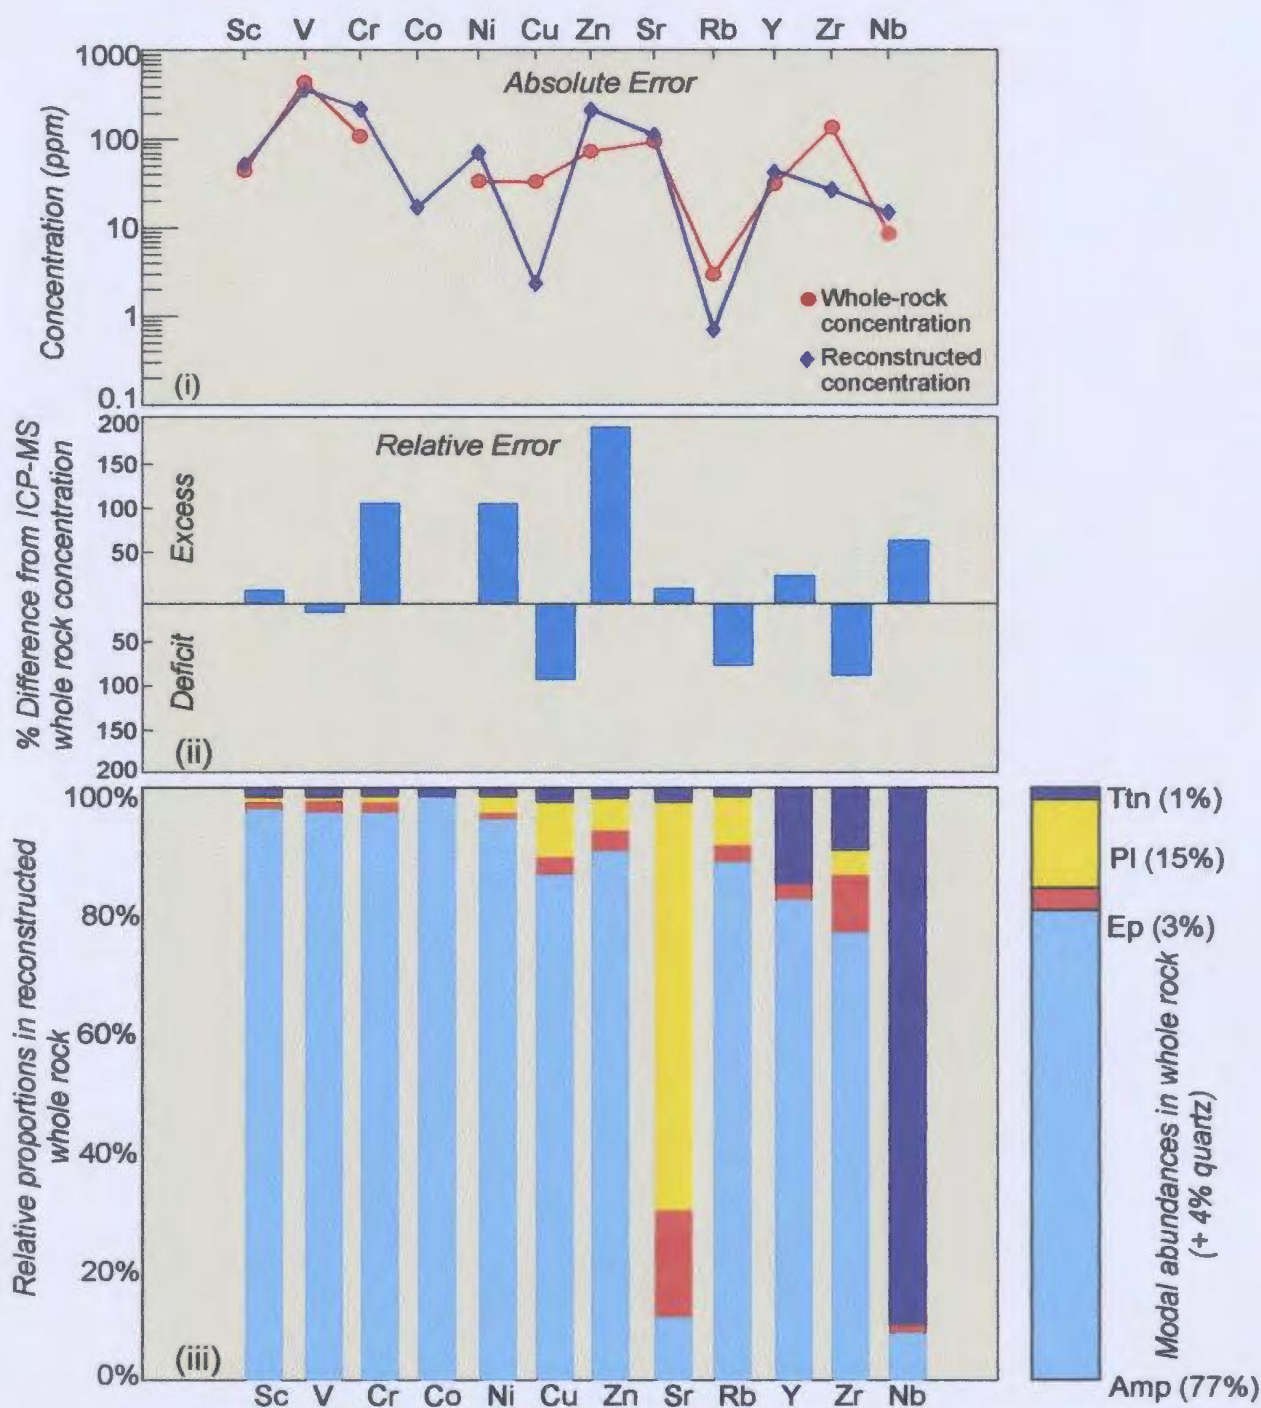 Sc V Cr Co Ni Cu Zn Sr Rb Y Zr Nb
Absolute Error
Concentration (ppm)
1000
100
10
1
0.1
Whole-rock
concentration
Reconstructed
concentration
(i)
Relative Error
% Difference from ICP-MS
whole rock concentration
Excess
Deficit
200
150
100
50
50
100
150
200
(ii)
Relative proportions in reconstructed
whole rock
100%
80%
60%
40%
20%
0%
(iii)
Sc V Cr Co Ni Cu Zn Sr Rb Y Zr Nb
Ttn (1%)
Pl (15%)
Ep (3%)
Amp (77%)
Modal abundances in whole rock
(+ 4% quartz)